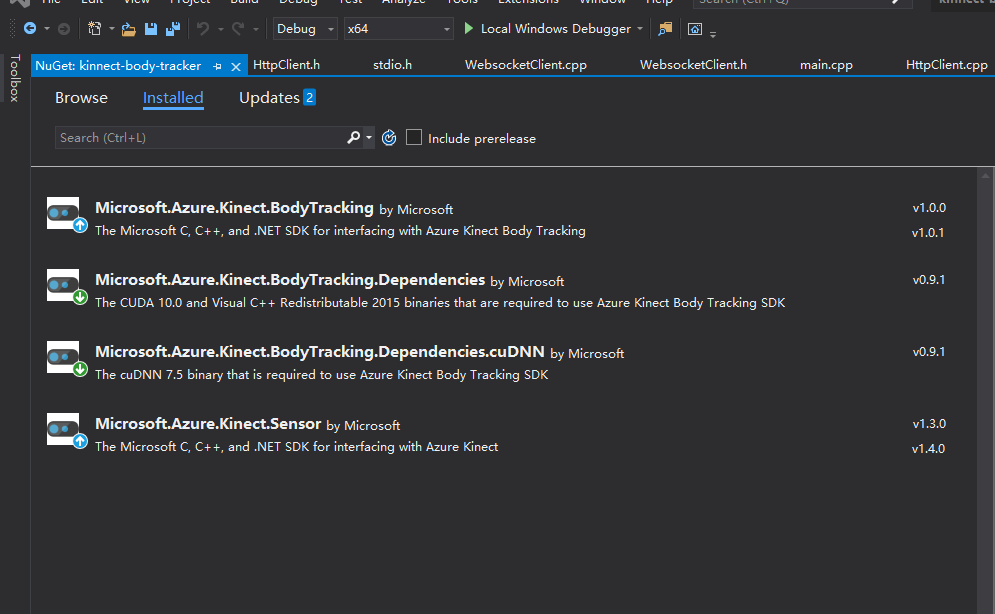 File Edit View Project Build Debug Test Analyze Tools Extensions Window Help Search (Ctrl+Q) kinnect-b
Debug x64 Local Windows Debugger
Toolbox
NuGet: kinnect-body-tracker HttpClient.h stdio.h WebsocketClient.cpp WebsocketClient.h main.cpp HttpClient.cpp
Browse Installed Updates 2
Search (Ctrl+L) Include prerelease
Microsoft.Azure.Kinect.BodyTracking by Microsoft v1.0.0
The Microsoft C, C++, and .NET SDK for interfacing with Azure Kinect Body Tracking v1.0.1
Microsoft.Azure.Kinect.BodyTracking.Dependencies by Microsoft v0.9.1
The CUDA 10.0 and Visual C++ Redistributable 2015 binaries that are required to use Azure Kinect Body Tracking SDK
Microsoft.Azure.Kinect.BodyTracking.Dependencies.cuDNN by Microsoft v0.9.1
The cuDNN 7.5 binary that is required to use Azure Kinect Body Tracking SDK
Microsoft.Azure.Kinect.Sensor by Microsoft v1.3.0
The Microsoft C, C++, and .NET SDK for interfacing with Azure Kinect v1.4.0